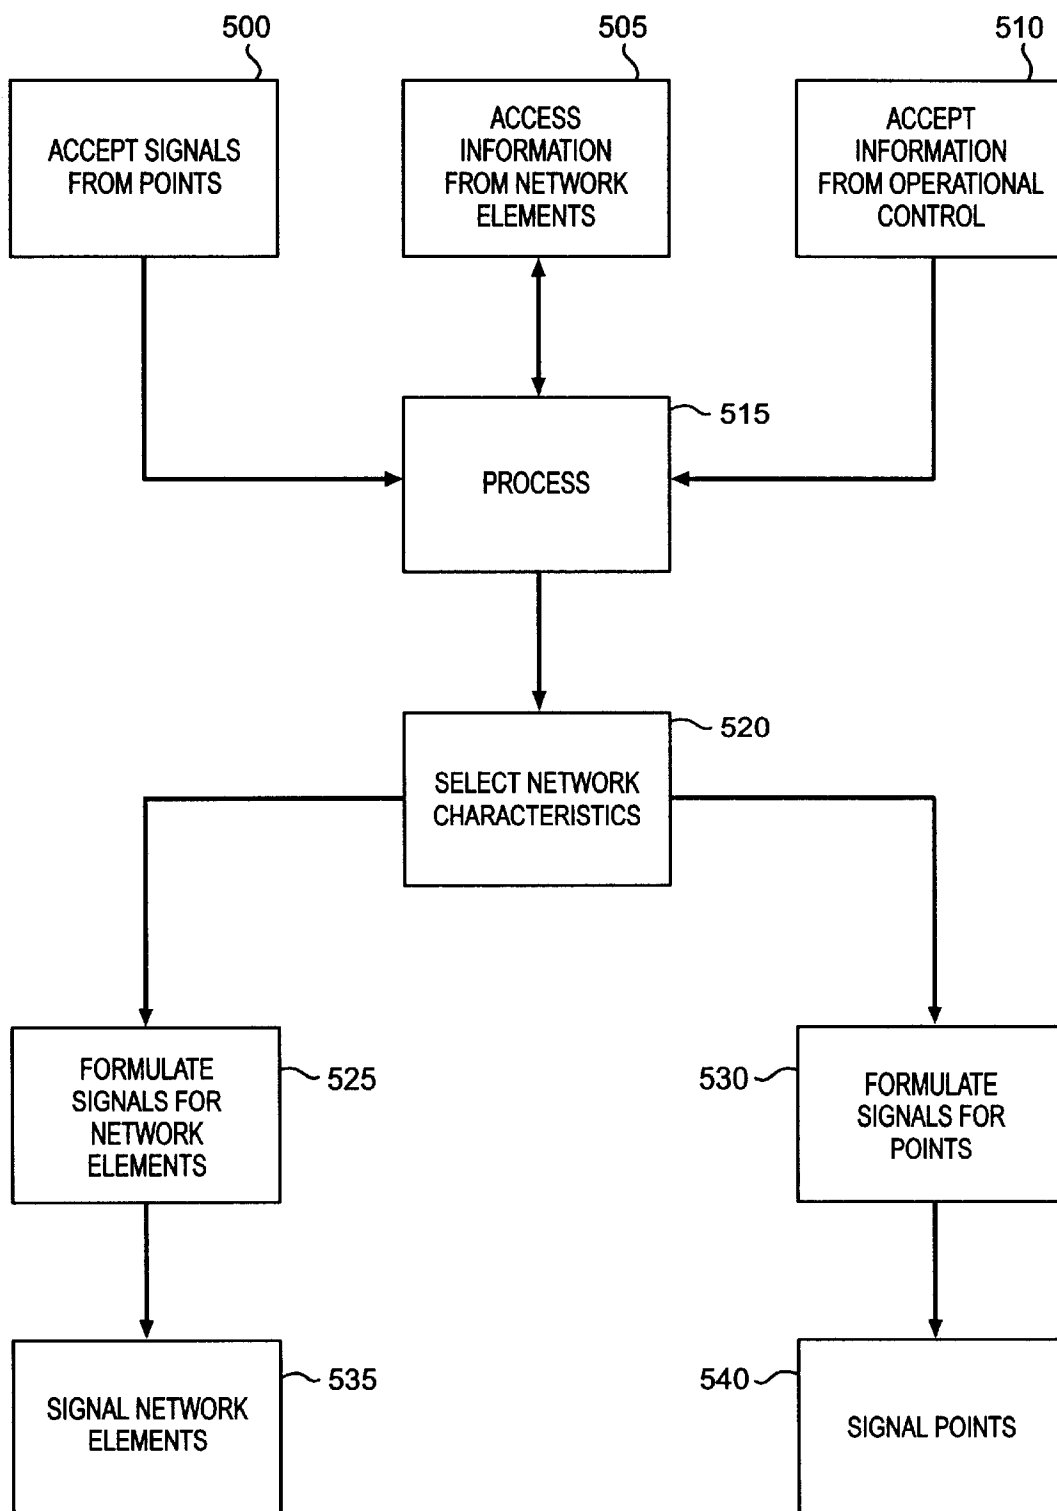 500
505
510
ACCEPT SIGNALS
FROM POINTS
ACCESS
INFORMATION
FROM NETWORK
ELEMENTS
ACCEPT
INFORMATION
FROM OPERATIONAL
CONTROL
515
PROCESS
520
SELECT NETWORK
CHARACTERISTICS
FORMULATE
SIGNALS FOR
NETWORK
ELEMENTS
525
530
FORMULATE
SIGNALS FOR
POINTS
SIGNAL NETWORK
ELEMENTS
535
540
SIGNAL POINTS